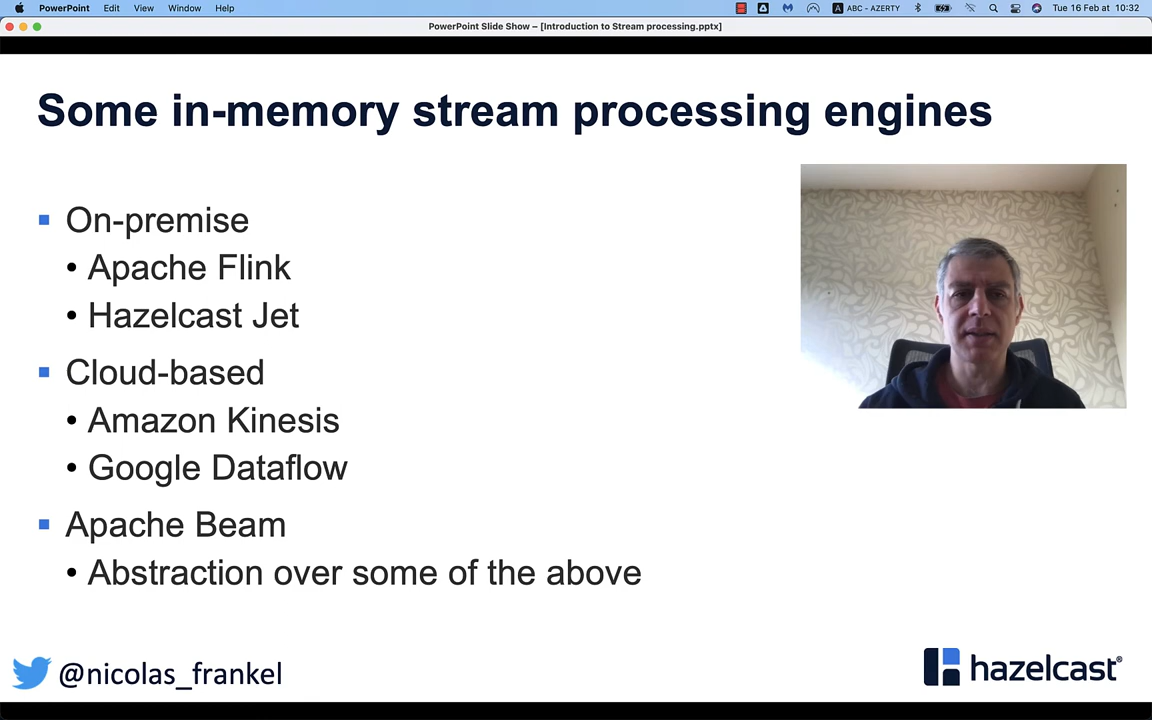 PowerPoint Edit View Window Help ABC - AZERTY Tue 16 Feb at 10:32
PowerPoint Slide Show – [Introduction to Stream processing.pptx]
Some in-memory stream processing engines
On-premise
• Apache Flink
• Hazelcast Jet
Cloud-based
• Amazon Kinesis
• Google Dataflow
Apache Beam
• Abstraction over some of the above
@nicolas_frankel
hazelcast®